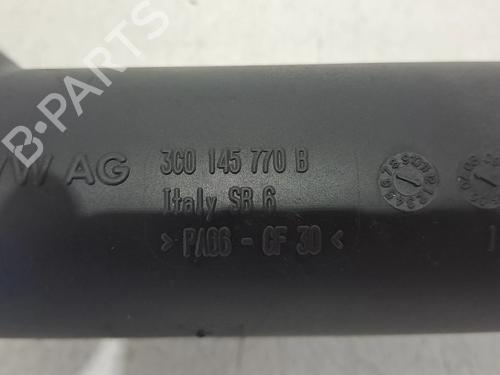 B-PARTS
VW AG
3C0 145 770 B
Italy SB 6
> PA66 - GF 30 <